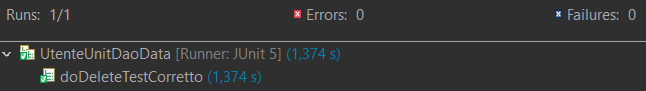 Runs: 1/1 Errors: 0 Failures: 0
UtenteUnitDaoData [Runner: JUnit 5] (1,374 s)
doDeleteTestCorretto (1,374 s)